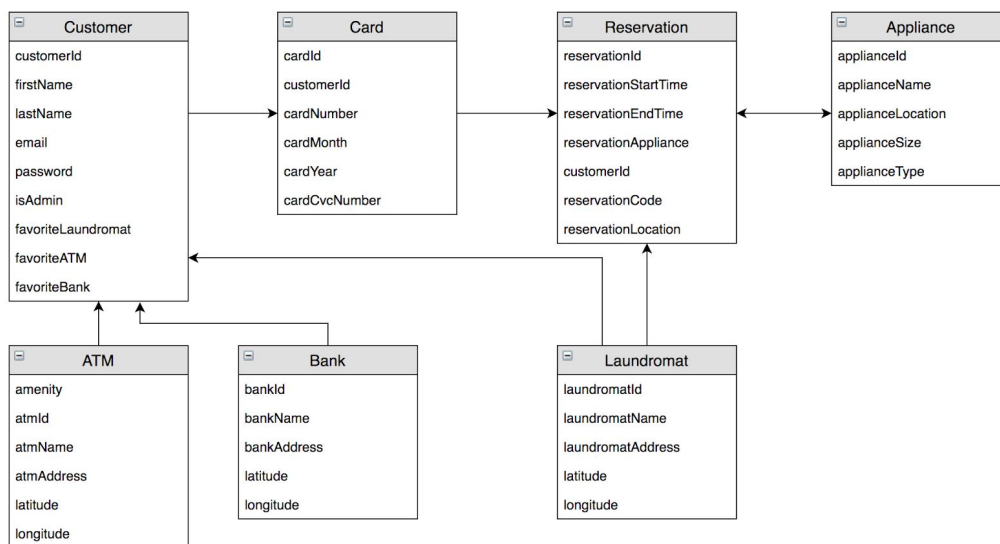 Customer
customerId
firstName
lastName
email
password
isAdmin
favoriteLaundromat
favoriteATM
favoriteBank
Card
cardId
customerId
cardNumber
cardMonth
cardYear
cardCvcNumber
Reservation
reservationId
reservationStartTime
reservationEndTime
reservationAppliance
customerId
reservationCode
reservationLocation
Appliance
applianceId
applianceName
applianceLocation
applianceSize
applianceType
ATM
amenity
atmId
atmName
atmAddress
latitude
longitude
Bank
bankId
bankName
bankAddress
latitude
longitude
Laundromat
laundromatId
laundromatName
laundromatAddress
latitude
longitude